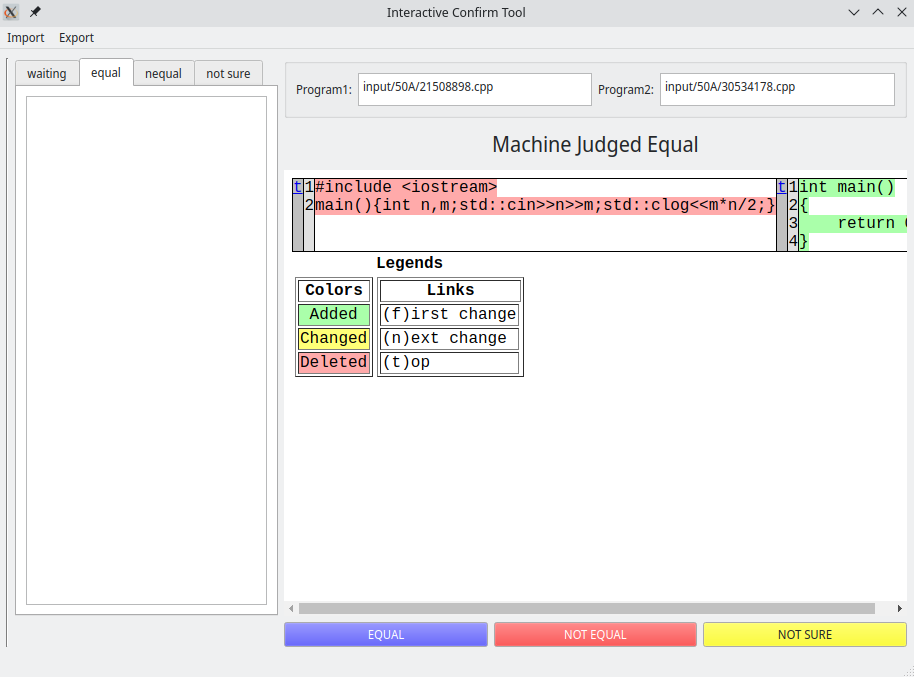 Interactive Confirm Tool
Import Export
waiting equal nequal not sure
Program1: input/50A/21508898.cpp Program2: input/50A/30534178.cpp
Machine Judged Equal
t 1 #include <iostream> t 1 int main()
2 main(){int n,m;std::cin>>n>>m;std::clog<<m*n/2;} 2 {
3 return
4 }
Legends
Colors Links
Added (f)irst change
Changed (n)ext change
Deleted (t)op
EQUAL NOT EQUAL NOT SURE